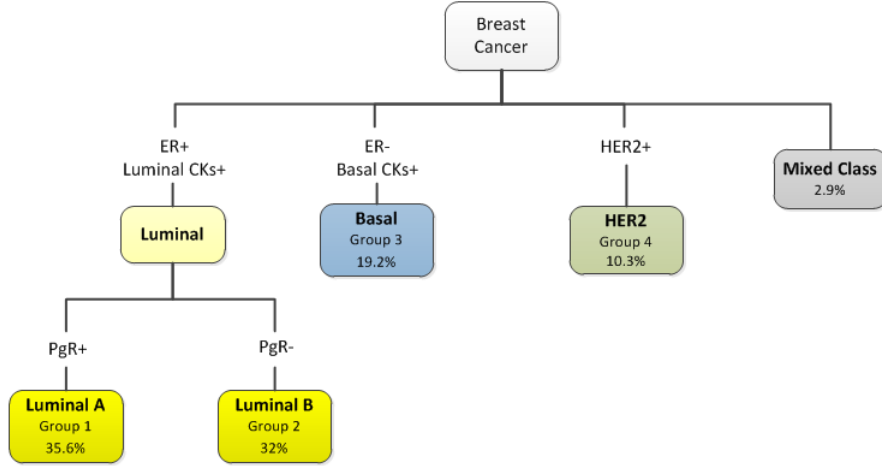 Breast
Cancer
ER+
Luminal CKs+
ER-
Basal CKs+
HER2+
Mixed Class
2.9%
Luminal
Basal
Group 3
19.2%
HER2
Group 4
10.3%
PgR+
PgR-
Luminal A
Group 1
35.6%
Luminal B
Group 2
32%